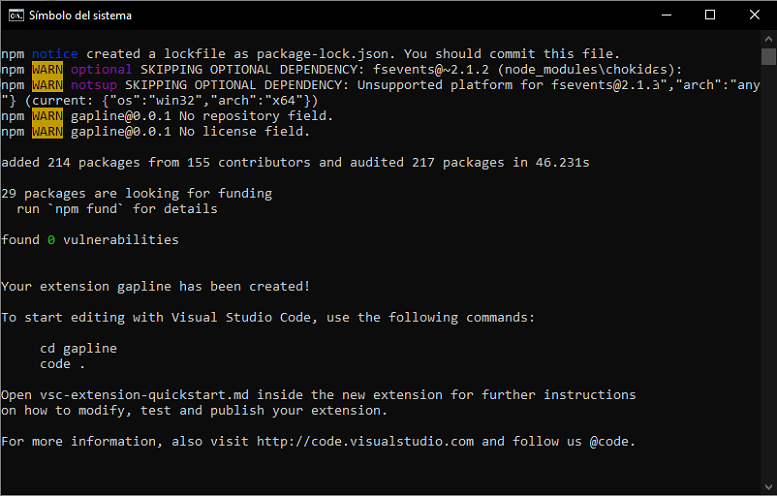 Símbolo del sistema
npm notice created a lockfile as package-lock.json. You should commit this file.
npm WARN optional SKIPPING OPTIONAL DEPENDENCY: fsevents@~2.1.2 (node_modules\chokidεs):
npm WARN notsup SKIPPING OPTIONAL DEPENDENCY: Unsupported platform for fsevents@2.1.3","arch":"any
"} (current: {"os":"win32","arch":"x64"})
npm WARN gapline@0.0.1 No repository field.
npm WARN gapline@0.0.1 No license field.
added 214 packages from 155 contributors and audited 217 packages in 46.231s
29 packages are looking for funding
run `npm fund` for details
found 0 vulnerabilities
Your extension gapline has been created!
To start editing with Visual Studio Code, use the following commands:
cd gapline
code .
Open vsc-extension-quickstart.md inside the new extension for further instructions
on how to modify, test and publish your extension.
For more information, also visit http://code.visualstudio.com and follow us @code.